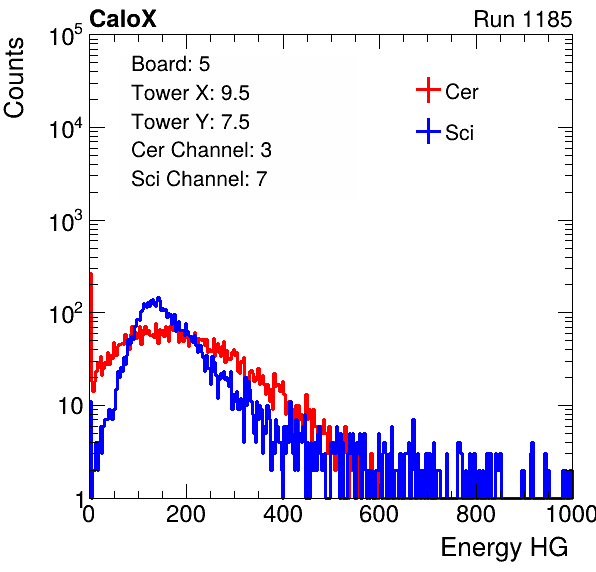 CaloX Run 1185
Counts
10^5
10^4
10^3
10^2
10
1
Board: 5
Tower X: 9.5
Tower Y: 7.5
Cer Channel: 3
Sci Channel: 7
Cer
Sci
0 200 400 600 800 1000
Energy HG